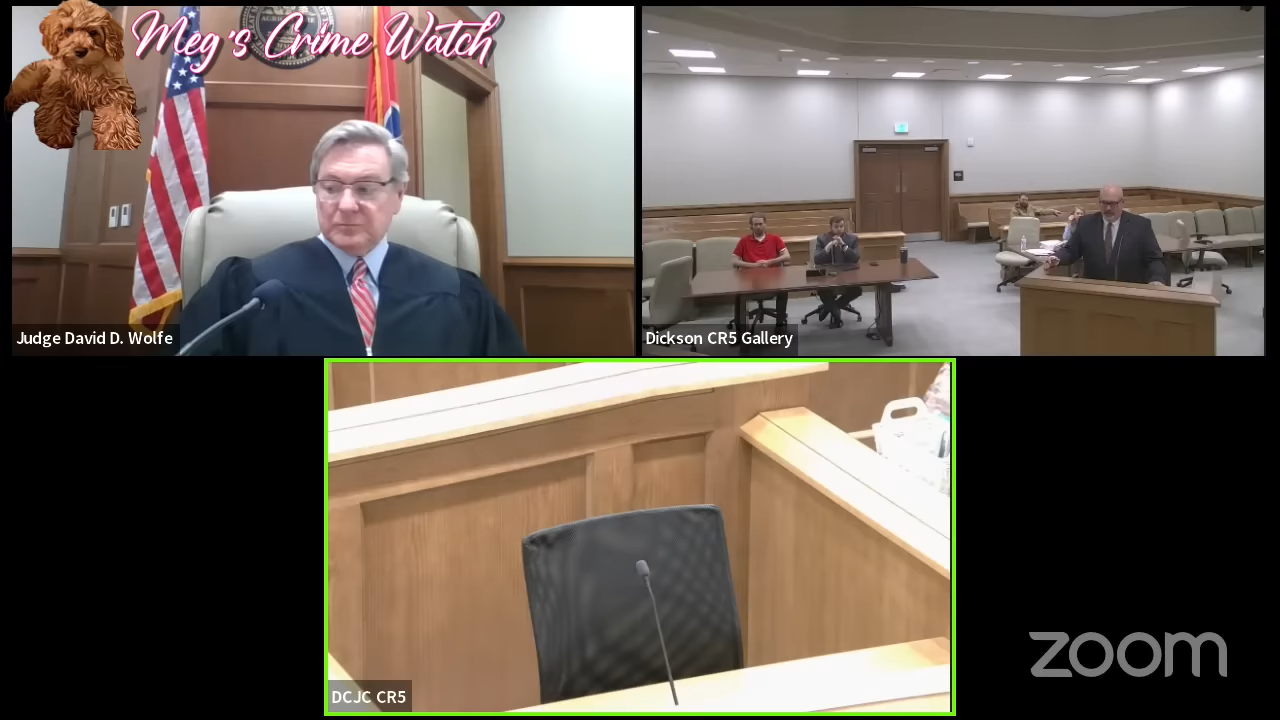 Meg's Crime Watch
Judge David D. Wolfe
Dickson CR5 Gallery
DCJC CR5
zoom